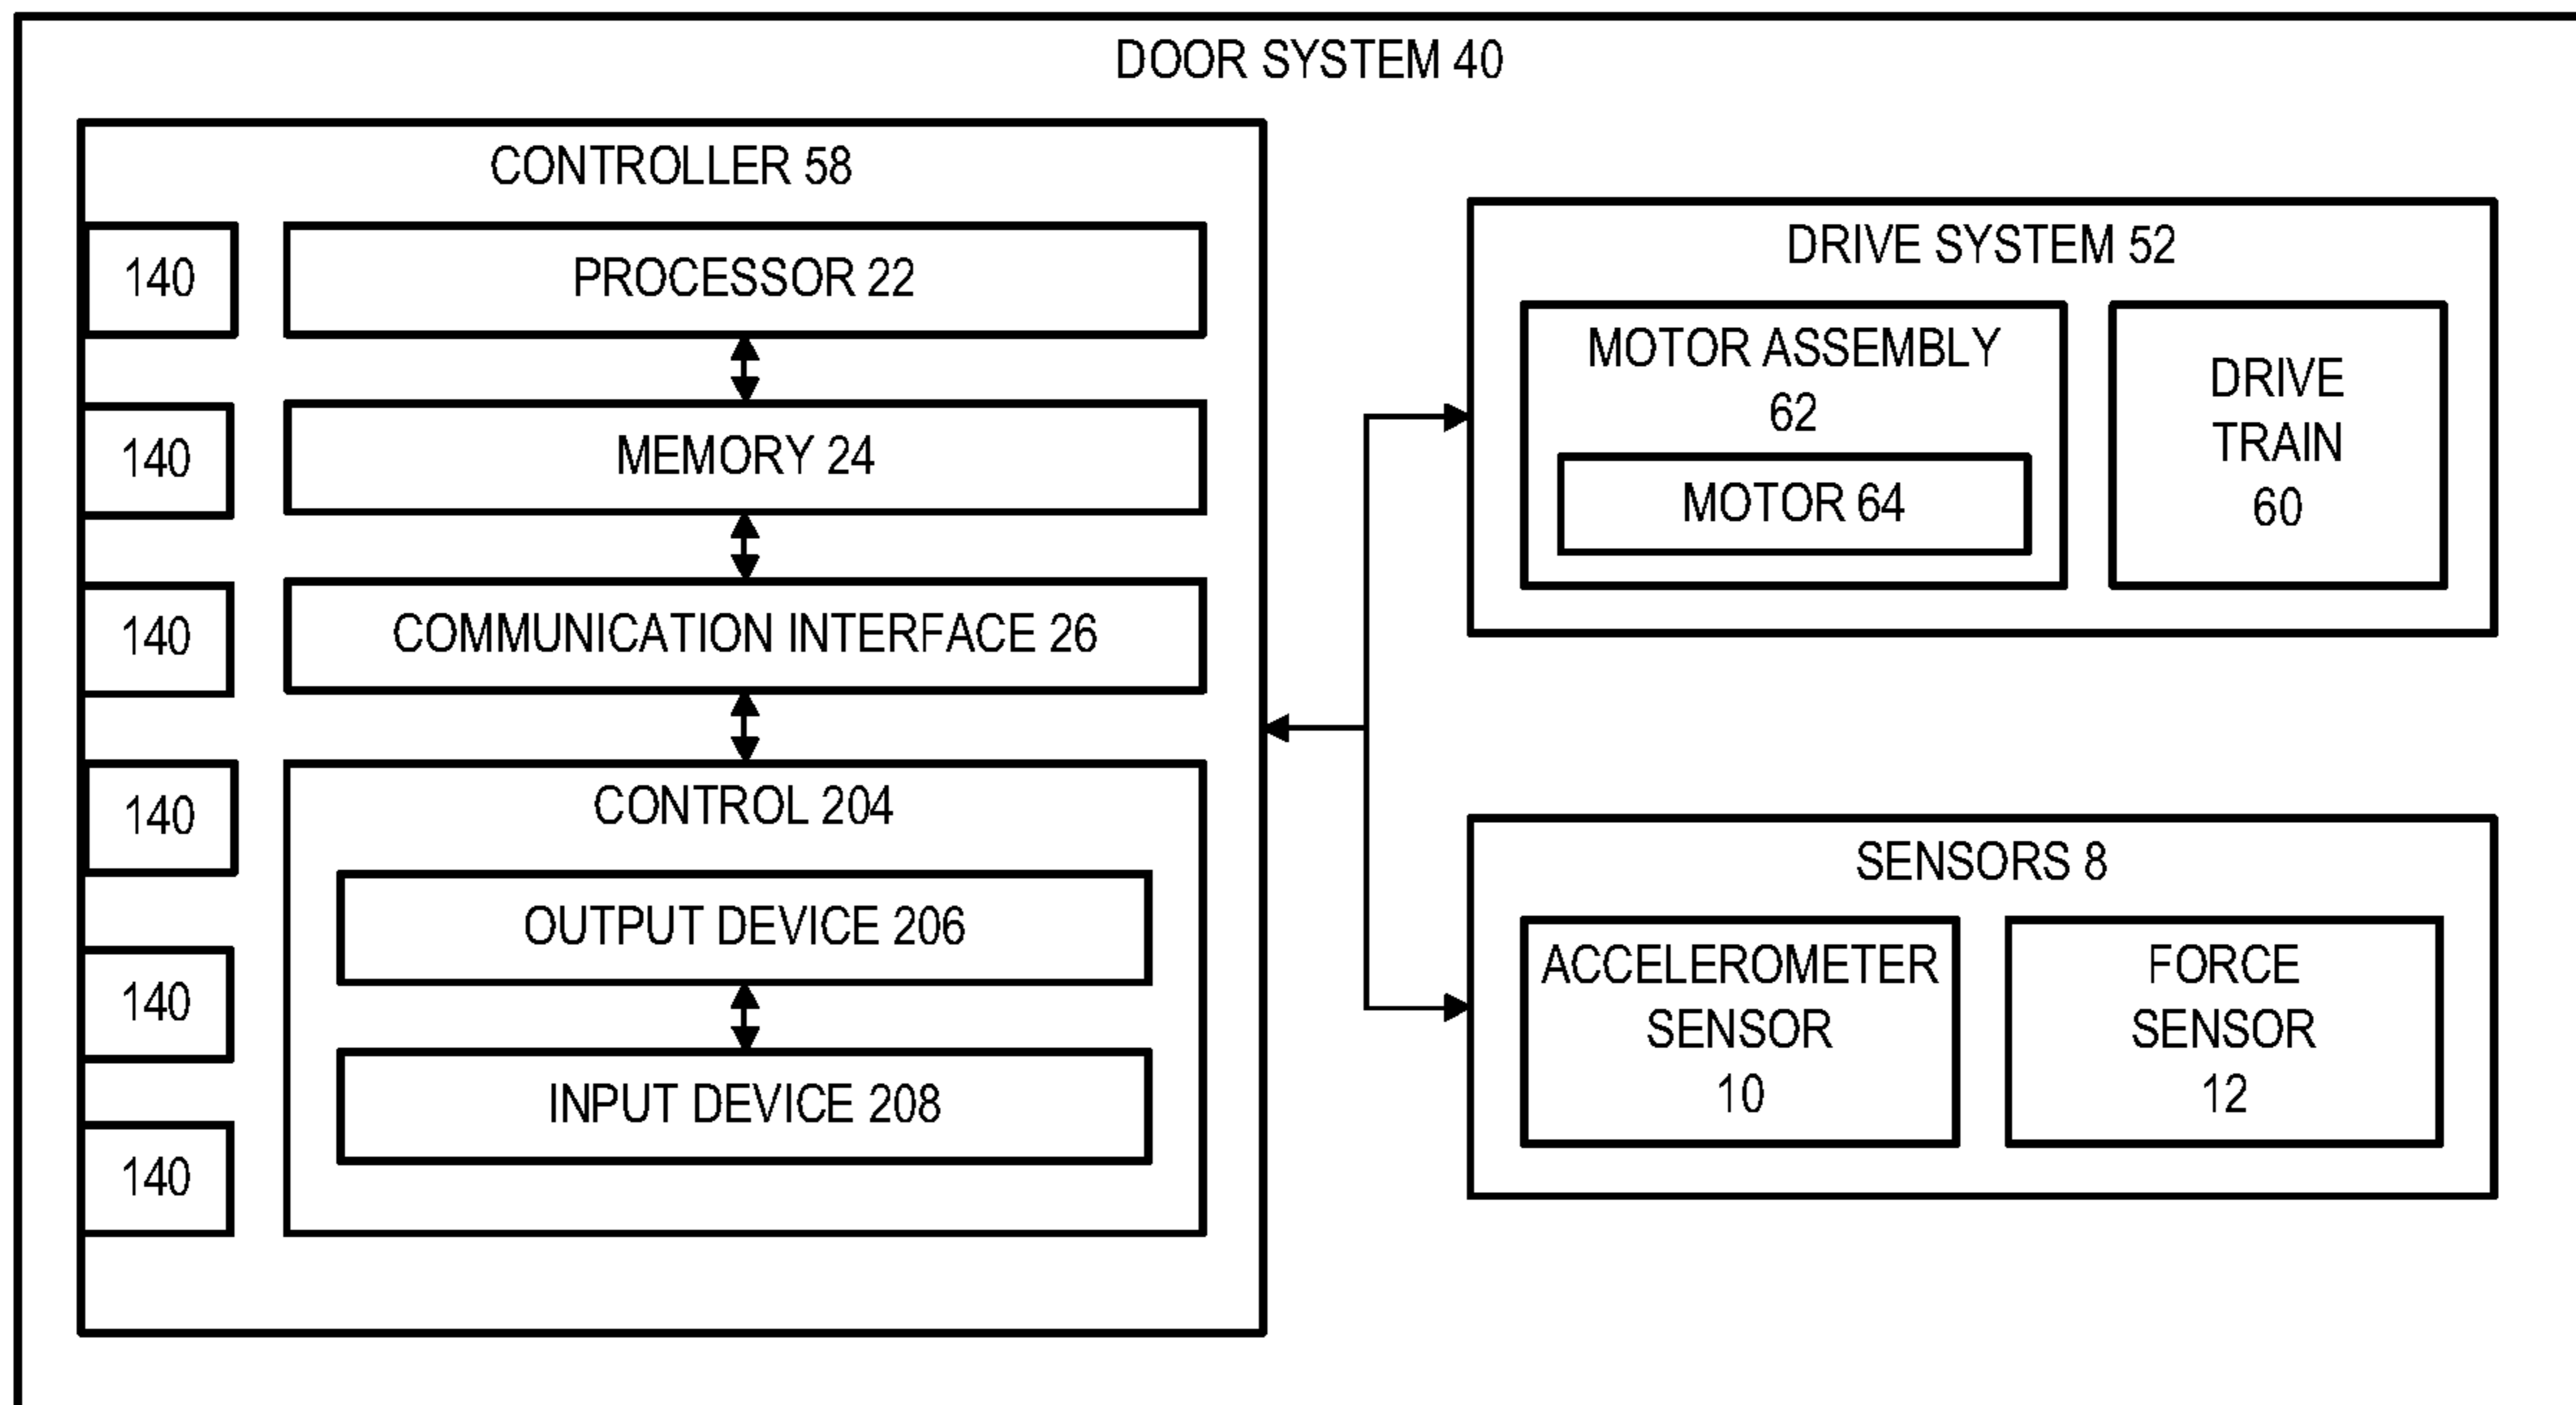 DOOR SYSTEM 40
CONTROLLER 58
140
PROCESSOR 22
140
MEMORY 24
140
COMMUNICATION INTERFACE 26
140
CONTROL 204
140
OUTPUT DEVICE 206
140
INPUT DEVICE 208
DRIVE SYSTEM 52
MOTOR ASSEMBLY
62
MOTOR 64
DRIVE
TRAIN
60
SENSORS 8
ACCELEROMETER
SENSOR
10
FORCE
SENSOR
12